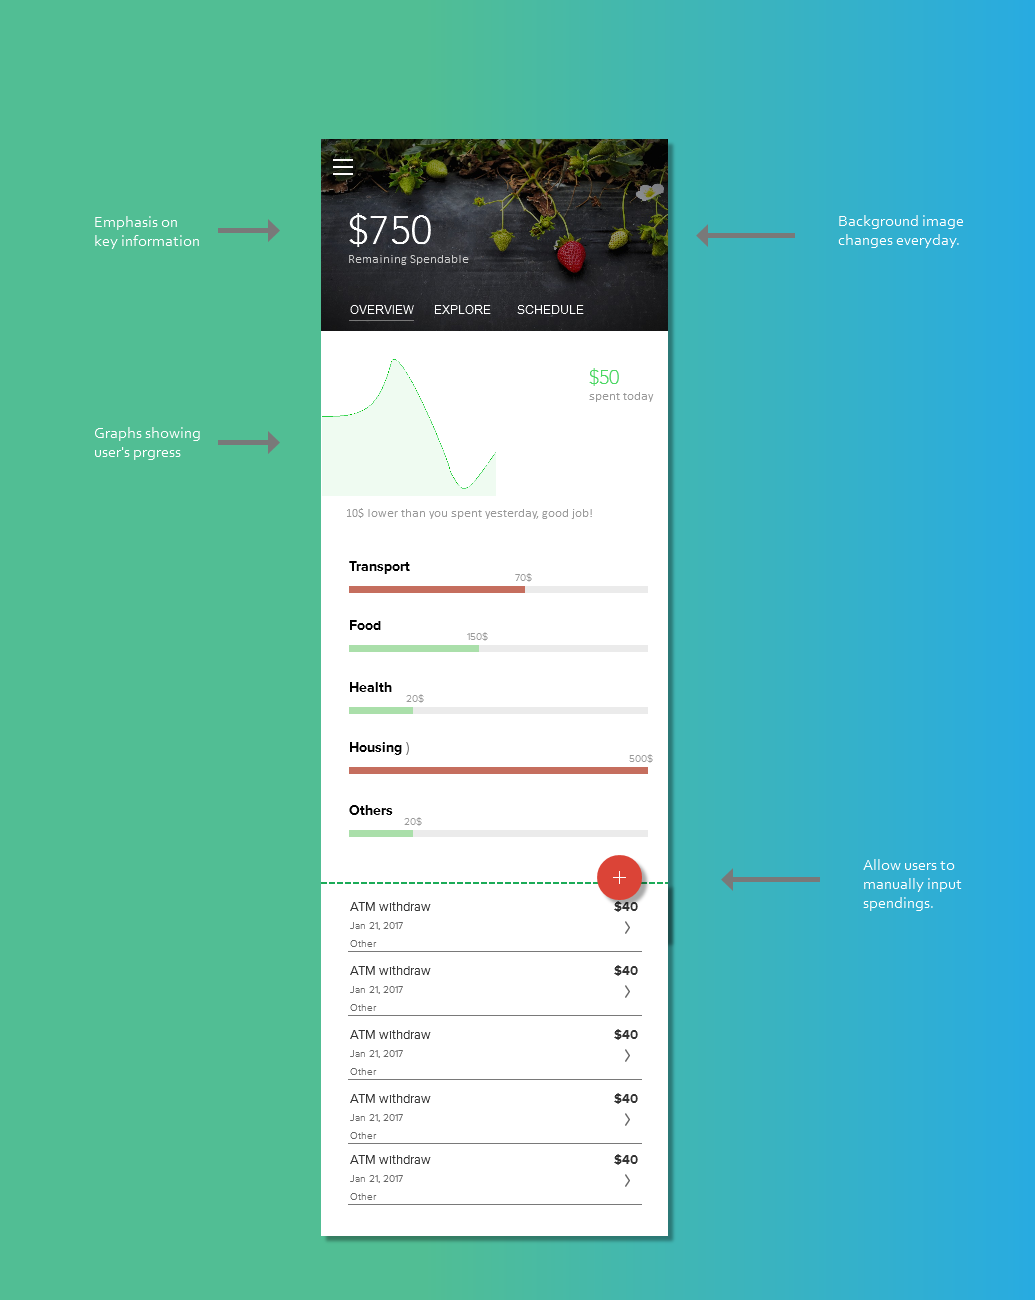 Emphasis on
key information
$750
Remaining Spendable
Background image
changes everyday.
OVERVIEW EXPLORE SCHEDULE
$50
spent today
Graphs showing
user's prgress
10$ lower than you spent yesterday, good job!
Transport
70$
Food
150$
Health
20$
Housing )
500$
Others
20$
Allow users to
manually input
spendings.
ATM withdraw $40
Jan 21, 2017
Other
ATM withdraw $40
Jan 21, 2017
Other
ATM withdraw $40
Jan 21, 2017
Other
ATM withdraw $40
Jan 21, 2017
Other
ATM withdraw $40
Jan 21, 2017
Other